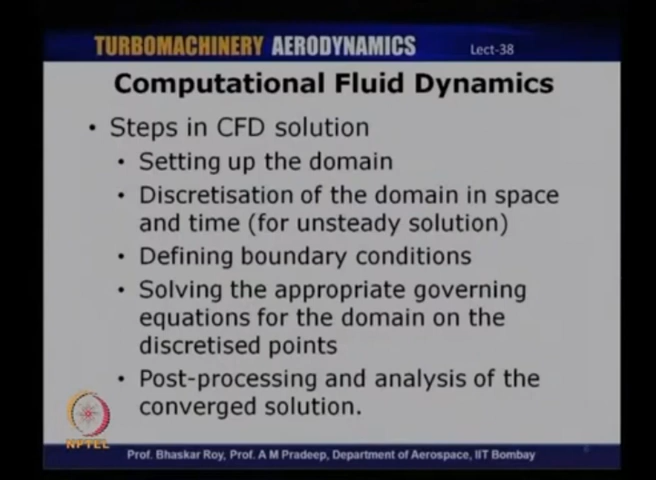 TURBOMACHINERY AERODYNAMICS Lect-38
Computational Fluid Dynamics
• Steps in CFD solution
• Setting up the domain
• Discretisation of the domain in space
and time (for unsteady solution)
• Defining boundary conditions
• Solving the appropriate governing
equations for the domain on the
discretised points
• Post-processing and analysis of the
converged solution.
NPTEL
Prof. Bhaskar Roy, Prof. A M Pradeep, Department of Aerospace, IIT Bombay